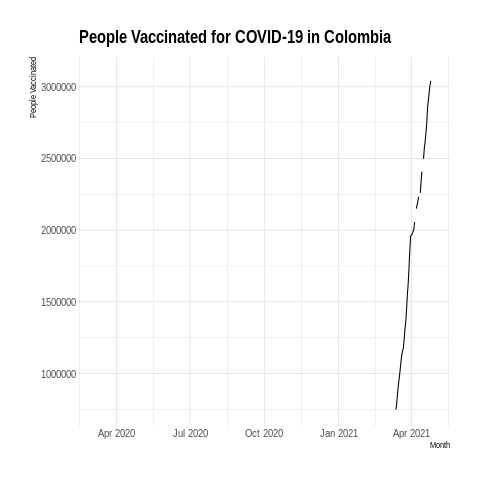 People Vaccinated for COVID-19 in Colombia
People Vaccinated
3000000
2500000
2000000
1500000
1000000
Apr 2020 Jul 2020 Oct 2020 Jan 2021 Apr 2021
Month